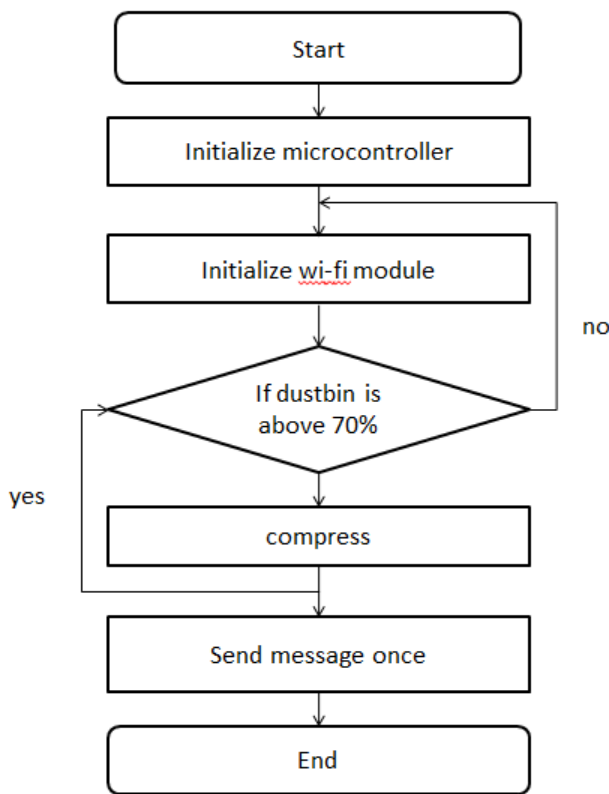 Start
Initialize microcontroller
Initialize wi-fi module
no
If dustbin is
above 70%
yes
compress
Send message once
End